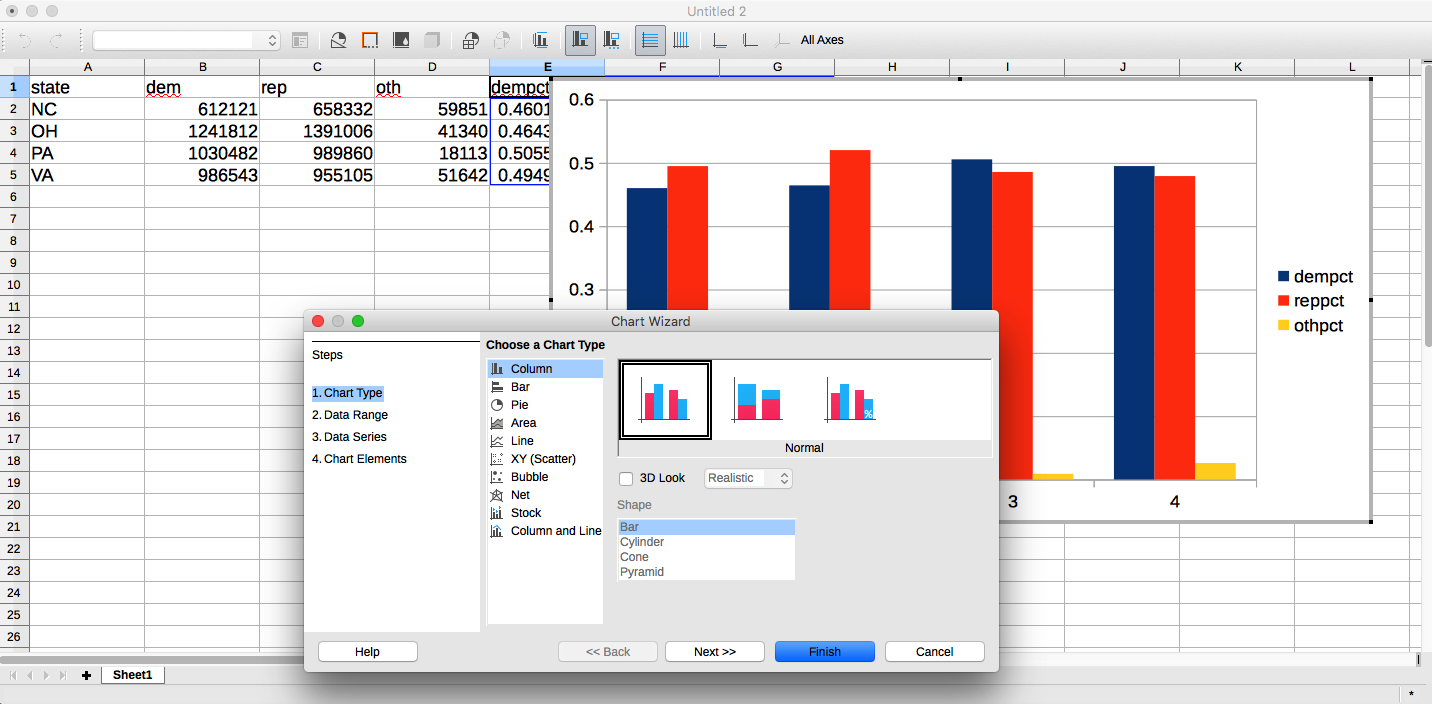 Untitled 2
All Axes
A B C D E F G H I J K L
1 state dem rep oth dempct
2 NC 612121 658332 59851 0.4601
3 OH 1241812 1391006 41340 0.4643
4 PA 1030482 989860 18113 0.5055
5 VA 986543 955105 51642 0.4949
6
7
8
9
10
11
12
13
14
15
16
17
18
19
20
21
22
23
24
25
26
0.6
0.5
0.4
0.3
3 4
dempct
reppct
othpct
Chart Wizard
Steps
1. Chart Type
2. Data Range
3. Data Series
4. Chart Elements
Choose a Chart Type
Column
Bar
Pie
Area
Line
XY (Scatter)
Bubble
Net
Stock
Column and Line
%
Normal
3D Look Realistic
Shape
Bar
Cylinder
Cone
Pyramid
Help << Back Next >> Finish Cancel
Sheet1
*